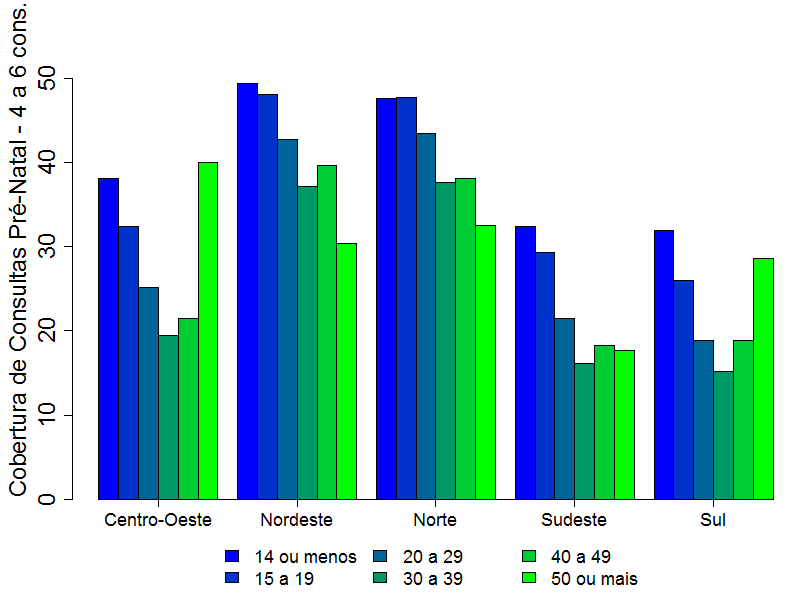 Cobertura de Consultas Pré-Natal - 4 a 6 cons.
50
40
30
20
10
0
Centro-Oeste Nordeste Norte Sudeste Sul
14 ou menos 20 a 29 40 a 49
15 a 19 30 a 39 50 ou mais